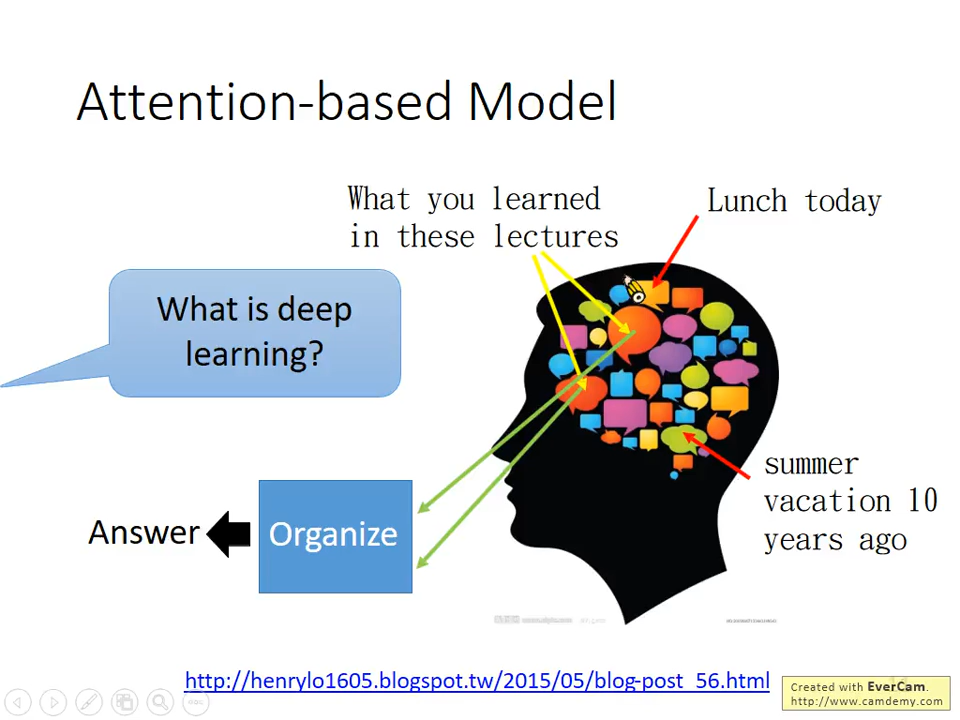 Attention-based Model
What you learned
in these lectures
Lunch today
What is deep
learning?
summer
vacation 10
years ago
Answer
Organize
http://henrylo1605.blogspot.tw/2015/05/blog-post_56.html
Created with EverCam.
http://www.camdemy.com